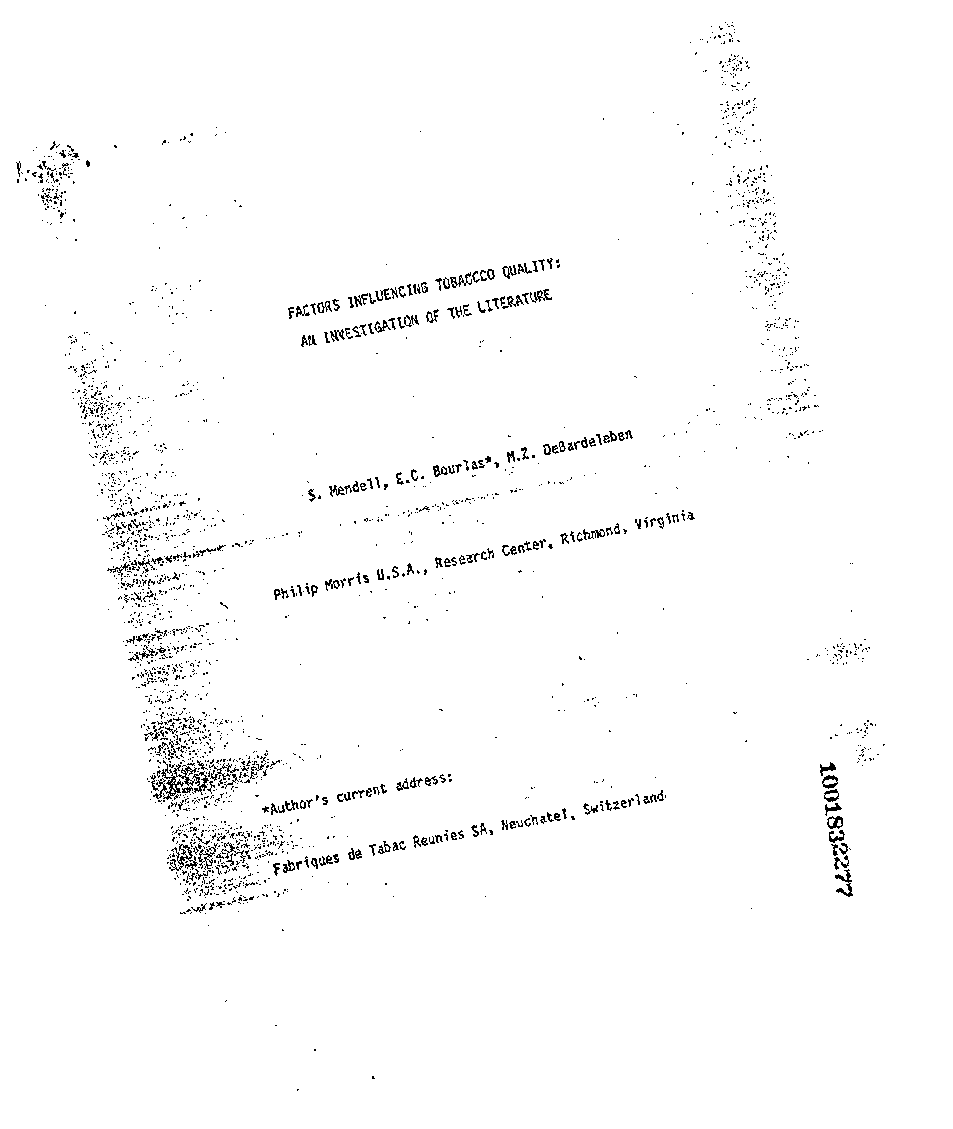 FACTORS INFLUENCING TOBACCCO QUALITY:
AN INVESTIGATION OF THE LITERATURE
S. Mendell, E.C. Bourlas*, M.Z. DeBardeleben
Philip Morris U.S.A., Research Center, Richmond, Virginia
*Author's current address:
Fabriques de Tabac Reunies SA, Neuchatel, Switzerland
1001832277